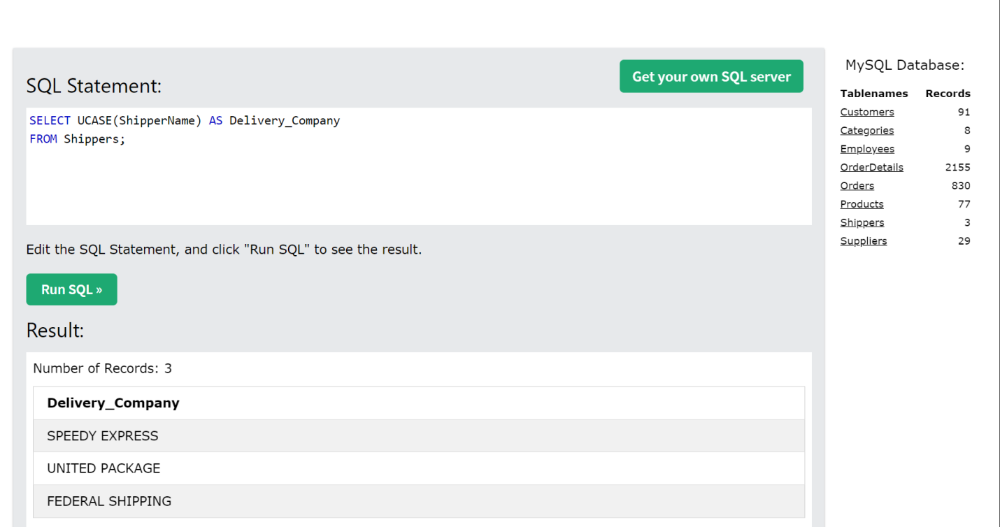 SQL Statement:
Get your own SQL server
SELECT UCASE(ShipperName) AS Delivery_Company
FROM Shippers;
Edit the SQL Statement, and click "Run SQL" to see the result.
Run SQL »
Result:
Number of Records: 3
Delivery_Company
SPEEDY EXPRESS
UNITED PACKAGE
FEDERAL SHIPPING
MySQL Database:
Tablenames Records
Customers 91
Categories 8
Employees 9
OrderDetails 2155
Orders 830
Products 77
Shippers 3
Suppliers 29